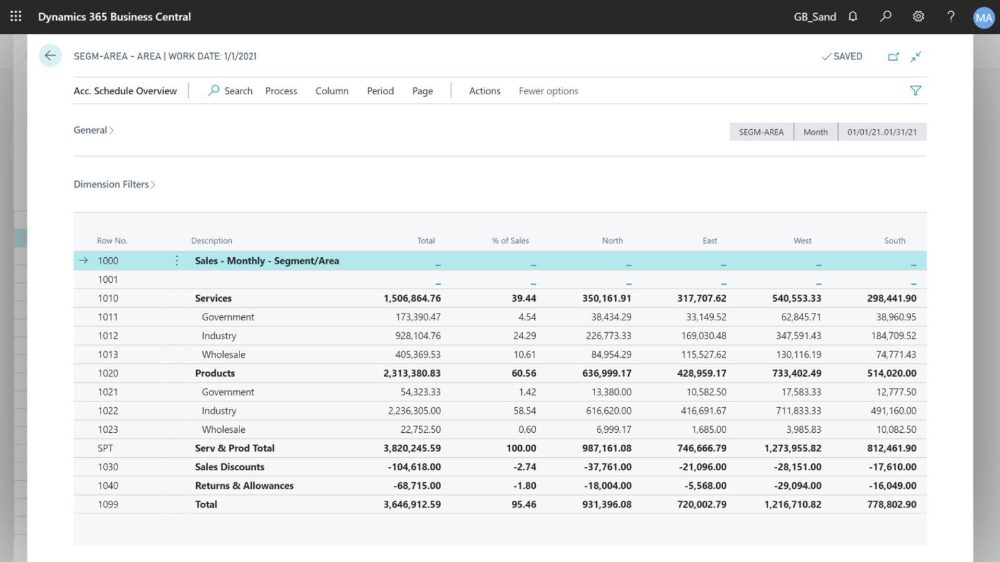 Dynamics 365 Business Central GB_Sand ? MA
SEGM-AREA - AREA | WORK DATE: 1/1/2021 ✓SAVED
Acc. Schedule Overview Search Process Column Period Page Actions Fewer options
General >
SEGM-AREA Month 01/01/21..01/31/21
Dimension Filters >
Row No. Description Total % of Sales North East West South
→ 1000 ⋮ Sales - Monthly - Segment/Area _ _ _ _ _ _
1001 _ _ _ _ _ _
1010 Services 1,506,864.76 39.44 350,161.91 317,707.62 540,553.33 298,441.90
1011 Government 173,390.47 4.54 38,434.29 33,149.52 62,845.71 38,960.95
1012 Industry 928,104.76 24.29 226,773.33 169,030.48 347,591.43 184,709.52
1013 Wholesale 405,369.53 10.61 84,954.29 115,527.62 130,116.19 74,771.43
1020 Products 2,313,380.83 60.56 636,999.17 428,959.17 733,402.49 514,020.00
1021 Government 54,323.33 1.42 13,380.00 10,582.50 17,583.33 12,777.50
1022 Industry 2,236,305.00 58.54 616,620.00 416,691.67 711,833.33 491,160.00
1023 Wholesale 22,752.50 0.60 6,999.17 1,685.00 3,985.83 10,082.50
SPT Serv & Prod Total 3,820,245.59 100.00 987,161.08 746,666.79 1,273,955.82 812,461.90
1030 Sales Discounts -104,618.00 -2.74 -37,761.00 -21,096.00 -28,151.00 -17,610.00
1040 Returns & Allowances -68,715.00 -1.80 -18,004.00 -5,568.00 -29,094.00 -16,049.00
1099 Total 3,646,912.59 95.46 931,396.08 720,002.79 1,216,710.82 778,802.90